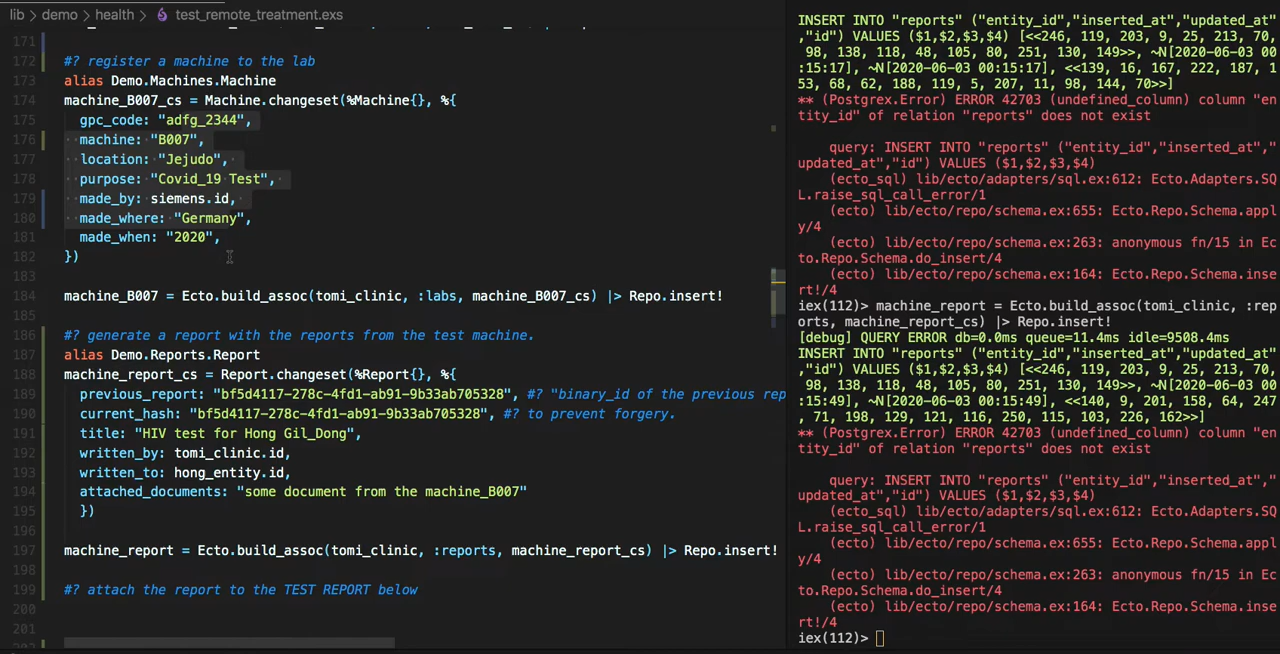 lib > demo > health > test_remote_treatment.exs
171
172 #? register a machine to the lab
173 alias Demo.Machines.Machine
174 machine_B007_cs = Machine.changeset(%Machine{}, %{
175 gpc_code: "adfg_2344",
176 machine: "B007",
177 location: "Jejudo",
178 purpose: "Covid_19 Test",
179 made_by: siemens.id,
180 made_where: "Germany",
181 made_when: "2020",
182 })
183
184 machine_B007 = Ecto.build_assoc(tomi_clinic, :labs, machine_B007_cs) |> Repo.insert!
185
186 #? generate a report with the reports from the test machine.
187 alias Demo.Reports.Report
188 machine_report_cs = Report.changeset(%Report{}, %{
189 previous_report: "bf5d4117-278c-4fd1-ab91-9b33ab705328", #? "binary_id of the previous rep
190 current_hash: "bf5d4117-278c-4fd1-ab91-9b33ab705328", #? to prevent forgery.
191 title: "HIV test for Hong Gil_Dong",
192 written_by: tomi_clinic.id,
193 written_to: hong_entity.id,
194 attached_documents: "some document from the machine_B007"
195 })
196
197 machine_report = Ecto.build_assoc(tomi_clinic, :reports, machine_report_cs) |> Repo.insert!
198
199 #? attach the report to the TEST REPORT below
200
201
INSERT INTO "reports" ("entity_id","inserted_at","updated_at"
,"id") VALUES ($1,$2,$3,$4) [<<246, 119, 203, 9, 25, 213, 70,
98, 138, 118, 48, 105, 80, 251, 130, 149>>, ~N[2020-06-03 00
:15:17], ~N[2020-06-03 00:15:17], <<139, 16, 167, 222, 187, 1
53, 68, 62, 188, 119, 5, 207, 11, 98, 144, 70>>]
** (Postgrex.Error) ERROR 42703 (undefined_column) column "en
tity_id" of relation "reports" does not exist
query: INSERT INTO "reports" ("entity_id","inserted_at","
updated_at","id") VALUES ($1,$2,$3,$4)
(ecto_sql) lib/ecto/adapters/sql.ex:612: Ecto.Adapters.SQ
L.raise_sql_call_error/1
(ecto) lib/ecto/repo/schema.ex:655: Ecto.Repo.Schema.appl
y/4
(ecto) lib/ecto/repo/schema.ex:263: anonymous fn/15 in Ec
to.Repo.Schema.do_insert/4
(ecto) lib/ecto/repo/schema.ex:164: Ecto.Repo.Schema.inse
rt!/4
iex(112)> machine_report = Ecto.build_assoc(tomi_clinic, :rep
orts, machine_report_cs) |> Repo.insert!
[debug] QUERY ERROR db=0.0ms queue=11.4ms idle=9508.4ms
INSERT INTO "reports" ("entity_id","inserted_at","updated_at"
,"id") VALUES ($1,$2,$3,$4) [<<246, 119, 203, 9, 25, 213, 70,
98, 138, 118, 48, 105, 80, 251, 130, 149>>, ~N[2020-06-03 00
:15:49], ~N[2020-06-03 00:15:49], <<140, 9, 201, 158, 64, 247
, 71, 198, 129, 121, 116, 250, 115, 103, 226, 162>>]
** (Postgrex.Error) ERROR 42703 (undefined_column) column "en
tity_id" of relation "reports" does not exist
query: INSERT INTO "reports" ("entity_id","inserted_at","
updated_at","id") VALUES ($1,$2,$3,$4)
(ecto_sql) lib/ecto/adapters/sql.ex:612: Ecto.Adapters.SQ
L.raise_sql_call_error/1
(ecto) lib/ecto/repo/schema.ex:655: Ecto.Repo.Schema.appl
y/4
(ecto) lib/ecto/repo/schema.ex:263: anonymous fn/15 in Ec
to.Repo.Schema.do_insert/4
(ecto) lib/ecto/repo/schema.ex:164: Ecto.Repo.Schema.inse
rt!/4
iex(112)>